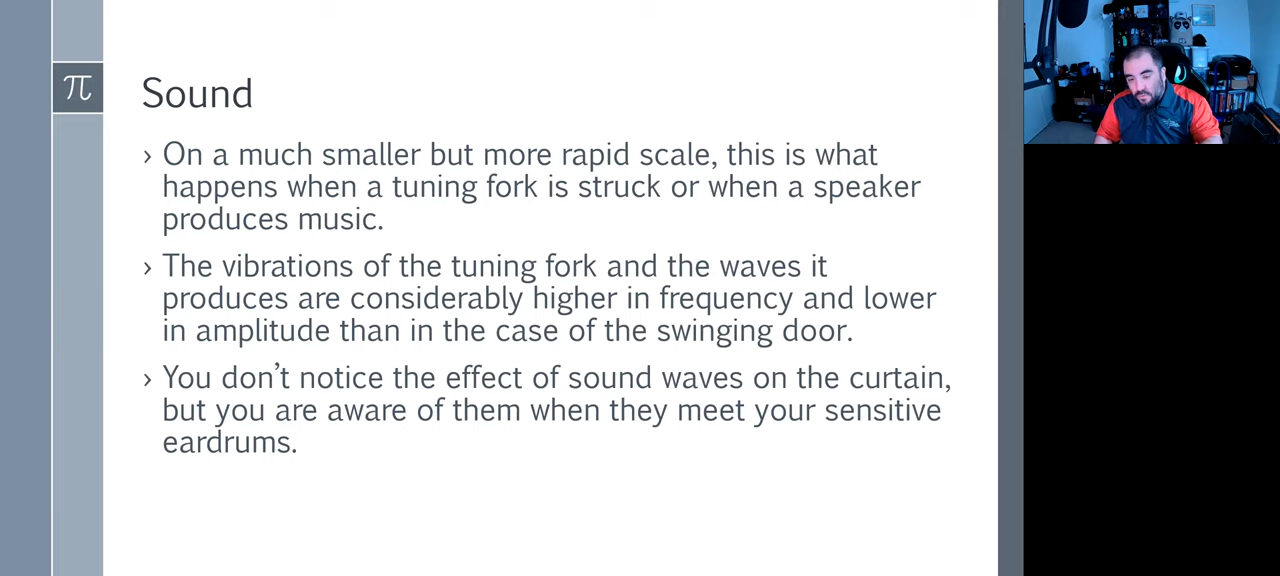 π
Sound
› On a much smaller but more rapid scale, this is what
happens when a tuning fork is struck or when a speaker
produces music.
› The vibrations of the tuning fork and the waves it
produces are considerably higher in frequency and lower
in amplitude than in the case of the swinging door.
› You don’t notice the effect of sound waves on the curtain,
but you are aware of them when they meet your sensitive
eardrums.